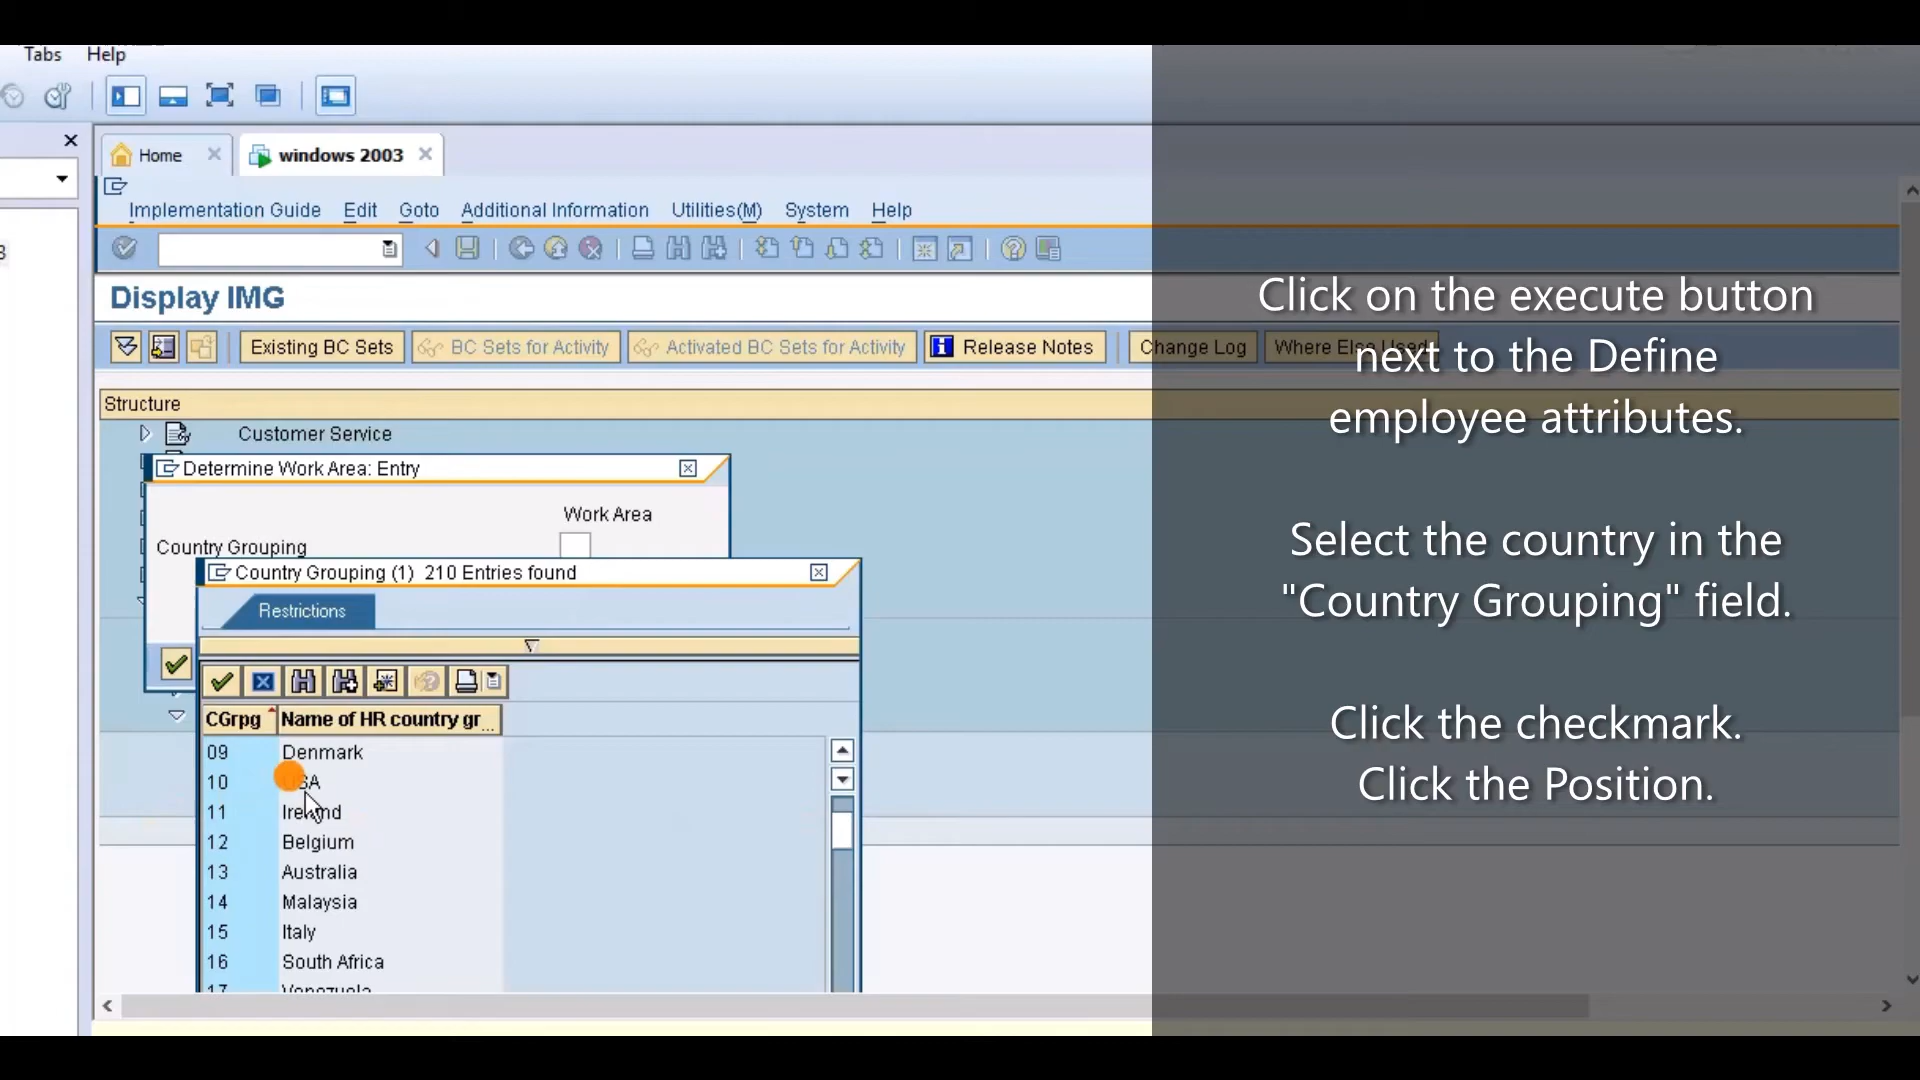 Tabs Help
Home windows 2003
Implementation Guide Edit Goto Additional Information Utilities(M) System Help
Display IMG
Existing BC Sets BC Sets for Activity Activated BC Sets for Activity Release Notes Change Log Where Else Used
Structure
Customer Service
Determine Work Area: Entry
Work Area
Country Grouping
Country Grouping (1) 210 Entries found
Restrictions
CGrpg Name of HR country gr...
09 Denmark
10
11 Ireland
12 Belgium
13 Australia
14 Malaysia
15 Italy
16 South Africa
17 Venezuela
Click on the execute button
next to the Define
employee attributes.
Select the country in the
"Country Grouping" field.
Click the checkmark.
Click the Position.